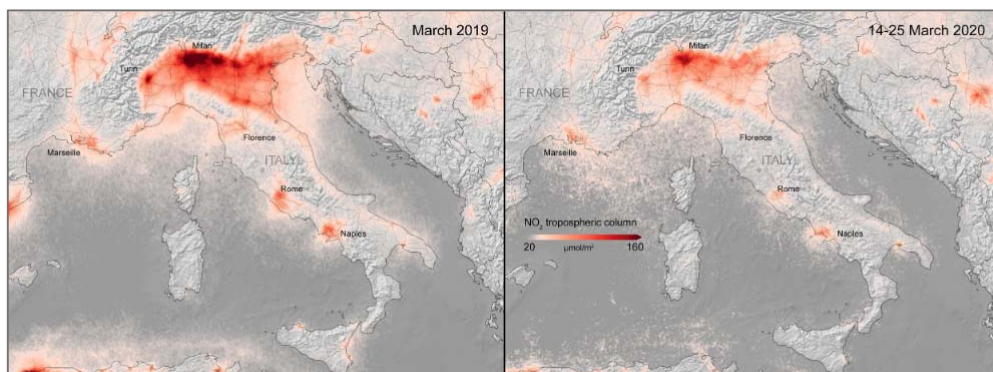 March 2019
Milan
Turin
FRANCE
Marseille
Florence
ITALY
Rome
Naples
14-25 March 2020
Milan
Turin
FRANCE
Marseille
Florence
ITALY
Rome
NO₂ tropospheric column
20 µmol/m² 160
Naples